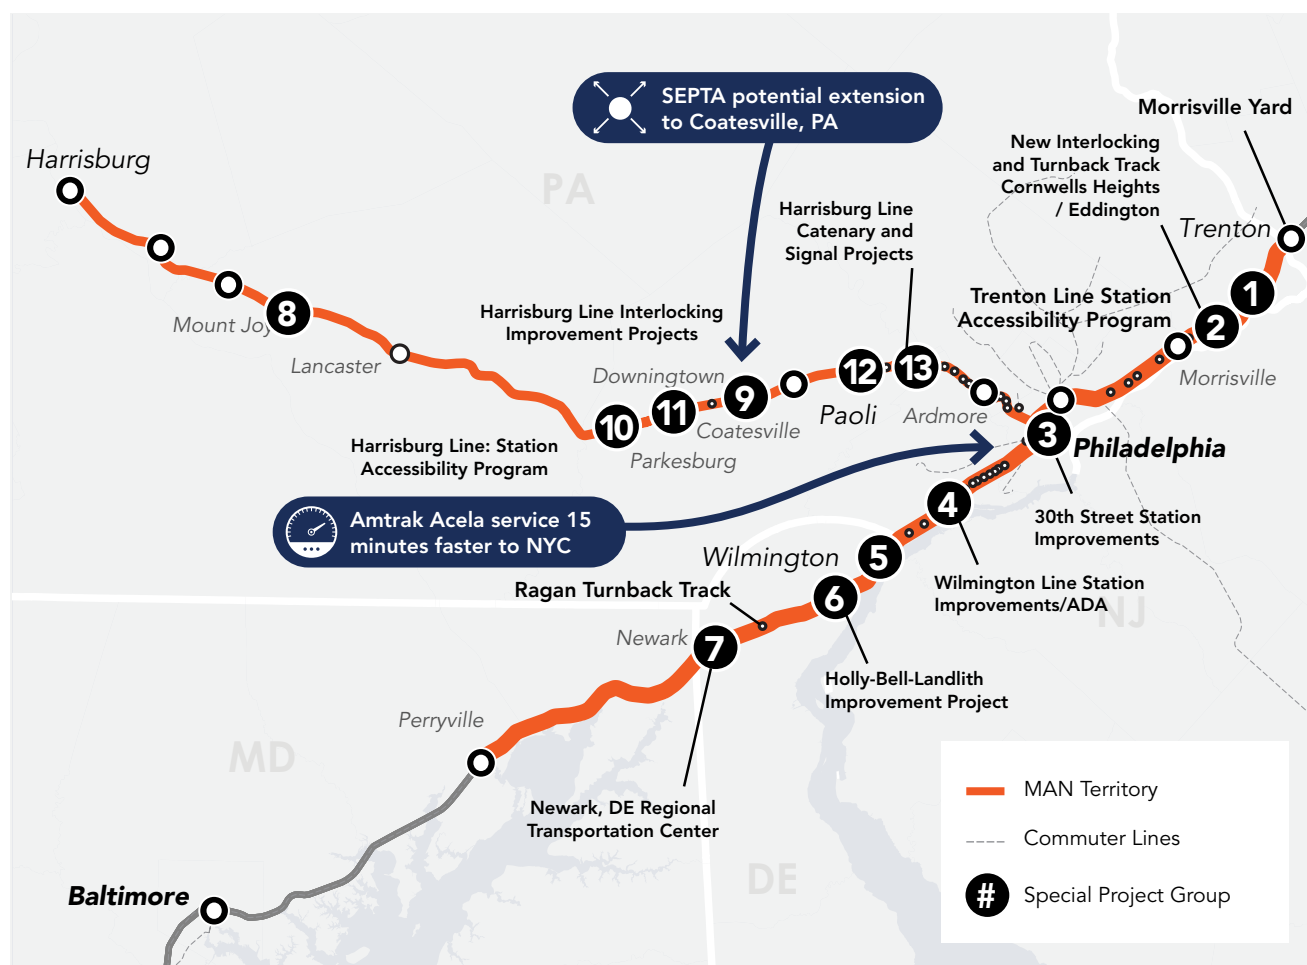 SEPTA potential extension
to Coatesville, PA
Morrisville Yard
New Interlocking
and Turnback Track
Cornwells Heights
/ Eddington
Harrisburg
PA
Harrisburg Line
Catenary and
Signal Projects
Trenton
1
Trenton Line Station
Accessibility Program
2
8
Mount Joy
Harrisburg Line Interlocking
Improvement Projects
Lancaster
12
13
Morrisville
Downingtown
9
Paoli
Ardmore
11
10
Coatesville
3
Philadelphia
Harrisburg Line: Station
Accessibility Program
Parkesburg
Amtrak Acela service 15
minutes faster to NYC
4
30th Street Station
Improvements
Wilmington
5
Wilmington Line Station
Improvements/ADA
NJ
Ragan Turnback Track
6
Newark
7
Holly-Bell-Landlith
Improvement Project
Perryville
MD
Newark, DE Regional
Transportation Center
DE
Baltimore
MAN Territory
Commuter Lines
# Special Project Group